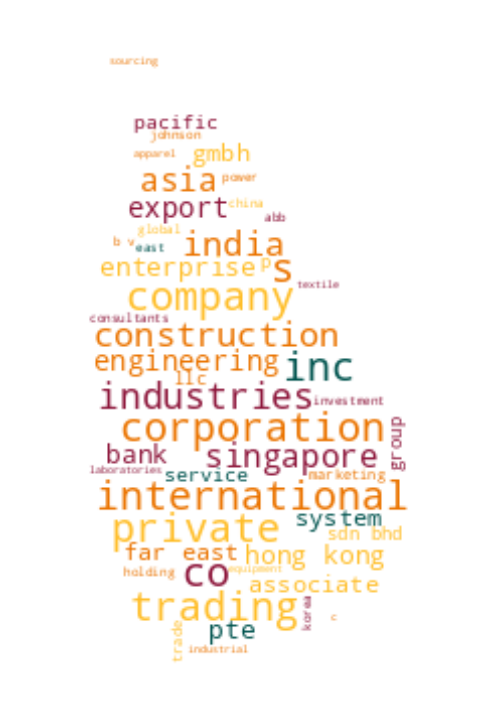 sourcing
pacific
johnson
apparel gmbh
asia power
export china
abb
global
b v east india
enterprise p s
textile
company
consultants
construction
engineering inc
llc
industries investment
corporation
group
bank singapore
laboratories service marketing
international
private system
sdn bhd
far east hong kong
holding co equipment
associate
trading
korea
c
pte
trade
industrial